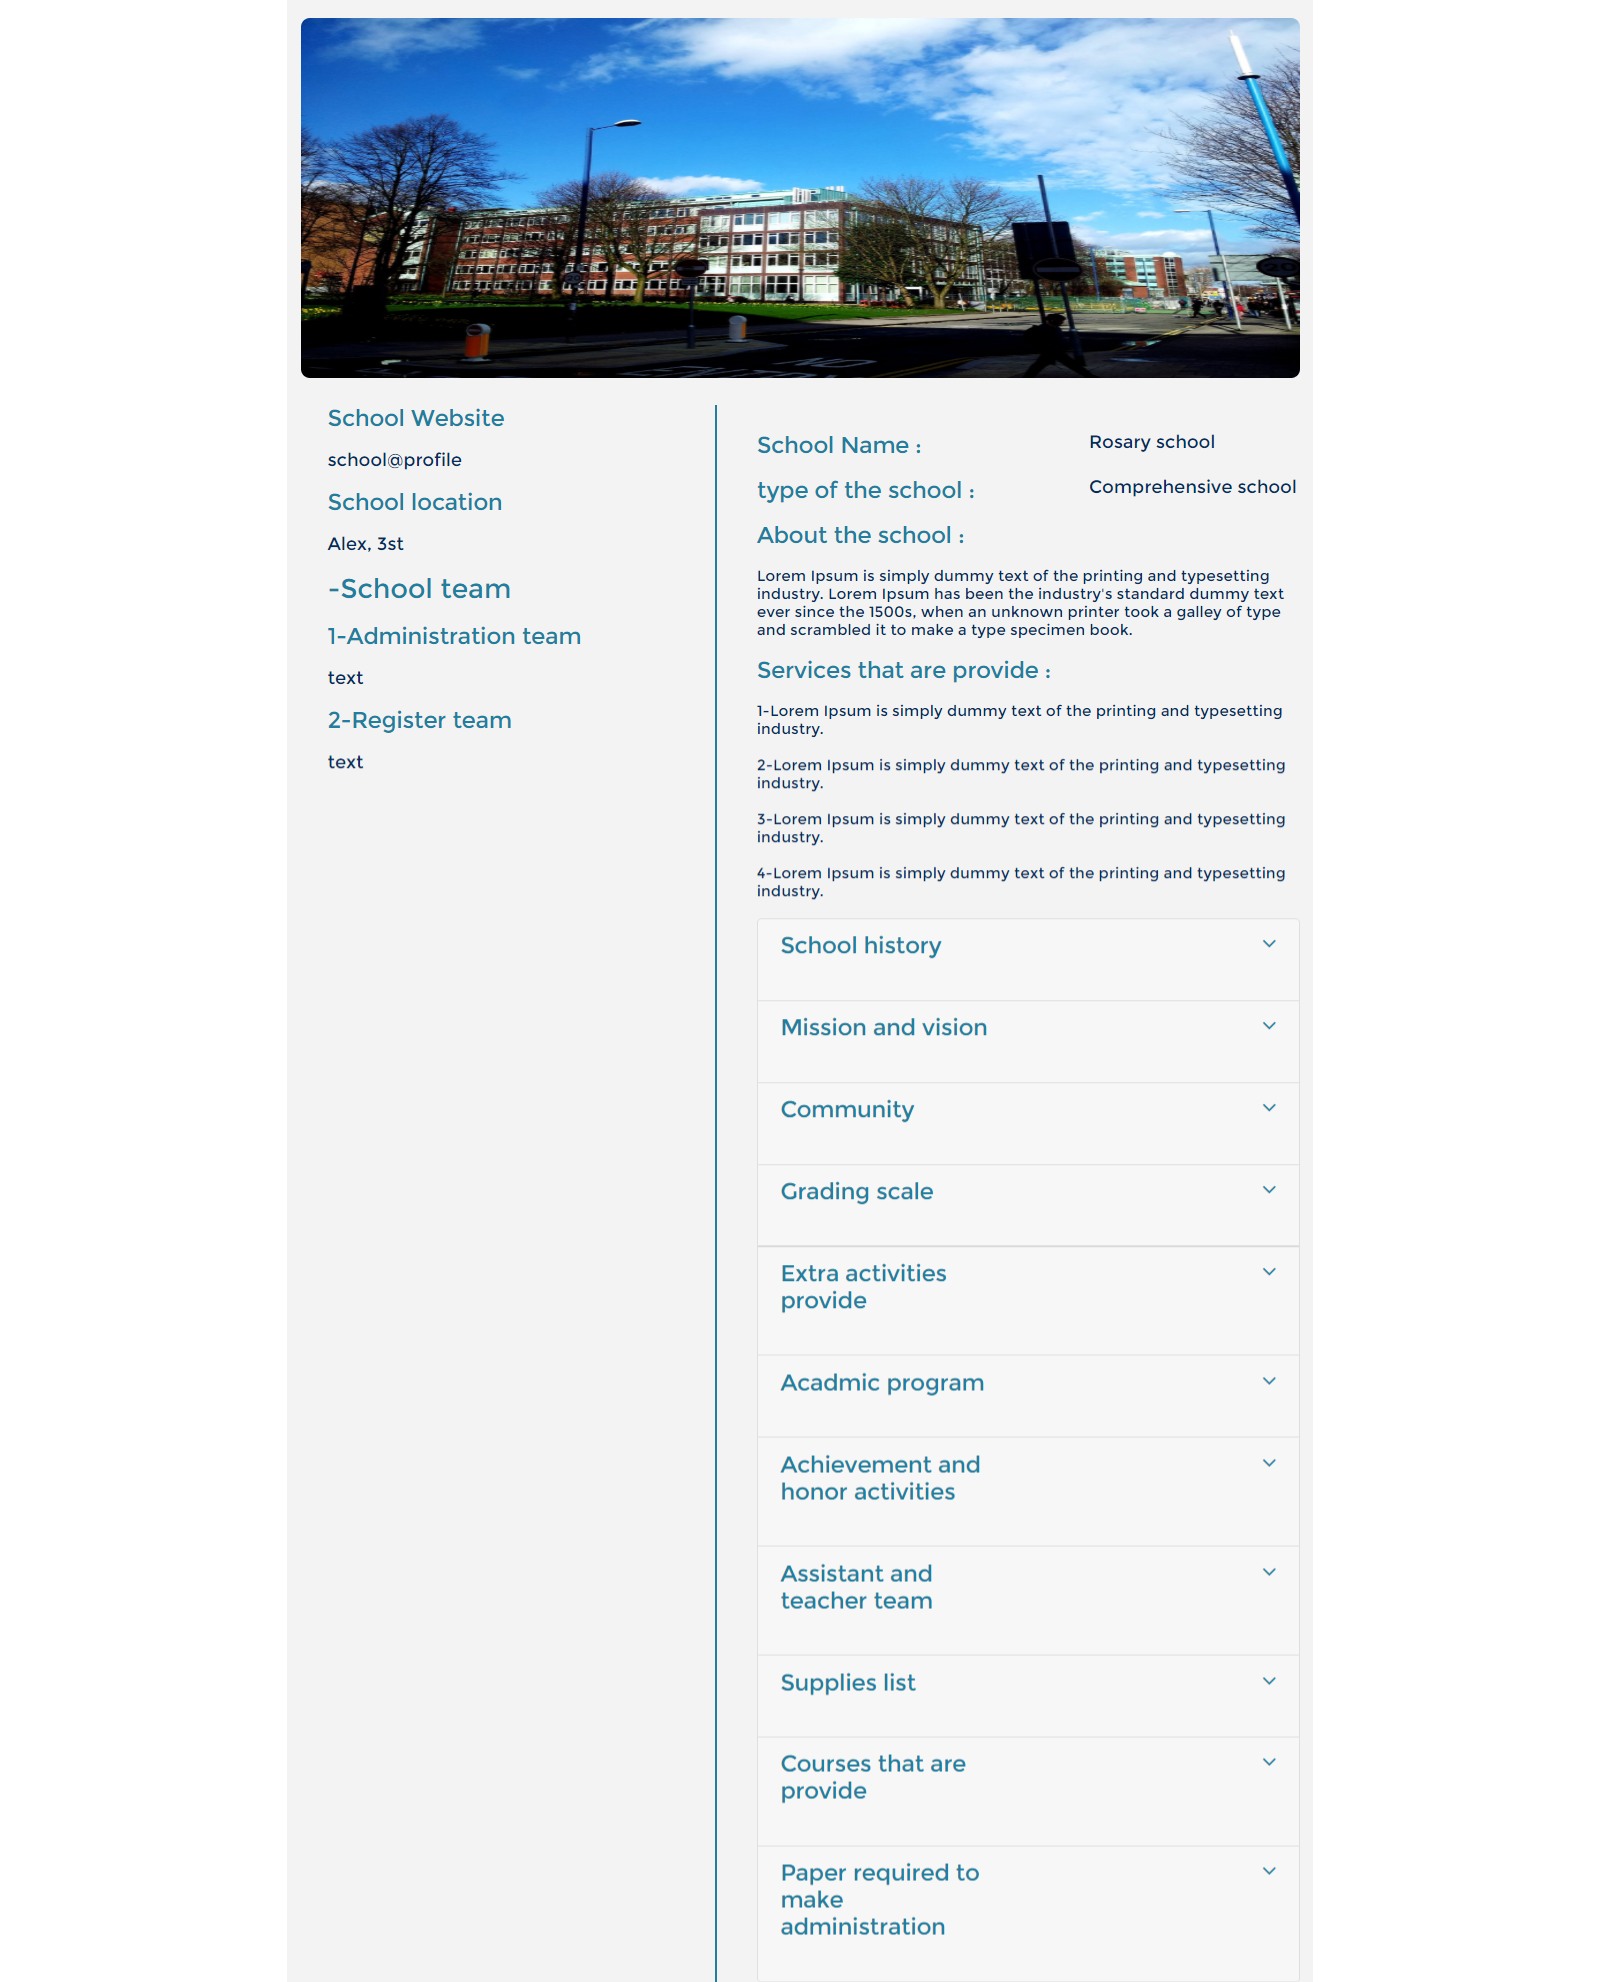 School Website
school@profile
School location
Alex, 3st
-School team
1-Administration team
text
2-Register team
text
School Name :
Rosary school
type of the school :
Comprehensive school
About the school :
Lorem Ipsum is simply dummy text of the printing and typesetting
industry. Lorem Ipsum has been the industry's standard dummy text
ever since the 1500s, when an unknown printer took a galley of type
and scrambled it to make a type specimen book.
Services that are provide :
1-Lorem Ipsum is simply dummy text of the printing and typesetting
industry.
2-Lorem Ipsum is simply dummy text of the printing and typesetting
industry.
3-Lorem Ipsum is simply dummy text of the printing and typesetting
industry.
4-Lorem Ipsum is simply dummy text of the printing and typesetting
industry.
School history
Mission and vision
Community
Grading scale
Extra activities
provide
Acadmic program
Achievement and
honor activities
Assistant and
teacher team
Supplies list
Courses that are
provide
Paper required to
make
administration